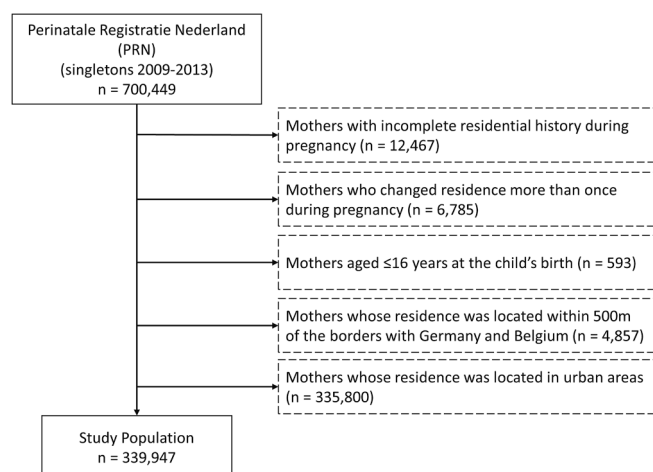 Perinatale Registratie Nederland
(PRN)
(singletons 2009-2013)
n = 700,449
Mothers with incomplete residential history during
pregnancy (n = 12,467)
Mothers who changed residence more than once
during pregnancy (n = 6,785)
Mothers aged ≤16 years at the child’s birth (n = 593)
Mothers whose residence was located within 500m
of the borders with Germany and Belgium (n = 4,857)
Mothers whose residence was located in urban areas
(n = 335,800)
Study Population
n = 339,947